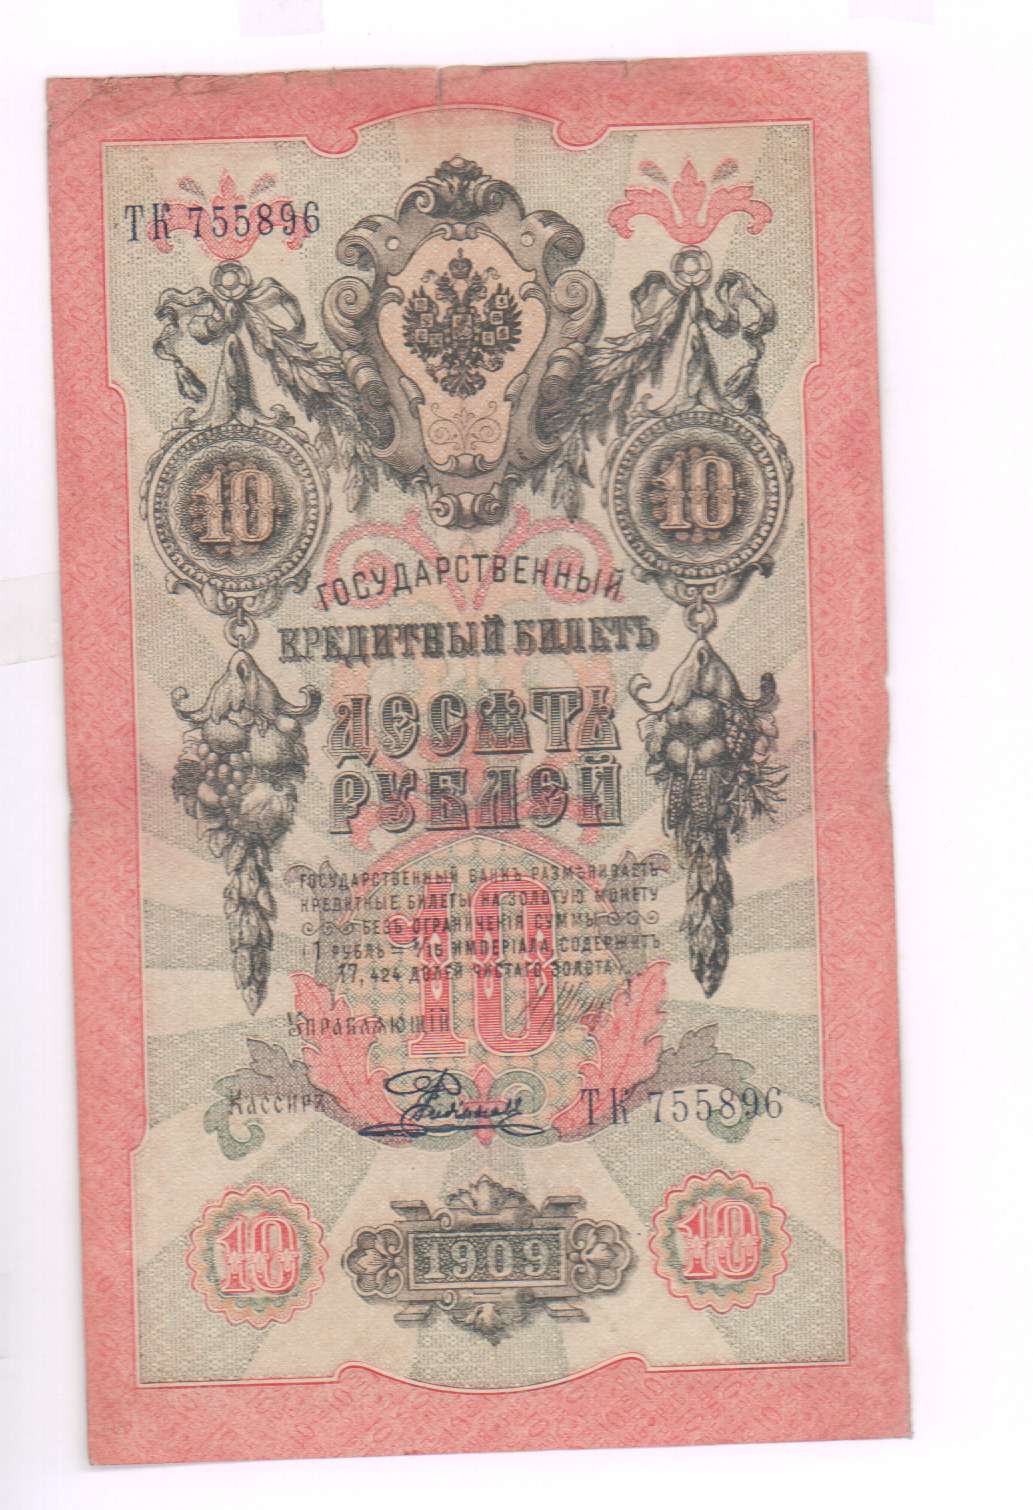 ТК 755896
10 10
ГОСУДАРСТВЕННЫЙ
КРЕДИТНЫЙ БИЛЕТЪ
ДЕСЯТЬ
РУБЛЕЙ
10
ГОСУДАРСТВЕННЫЙ БАНКЪ РАЗМѢНИВАЕТЪ
КРЕДИТНЫЕ БИЛЕТЫ НА ЗОЛОТУЮ МОНЕТУ
БЕЗЪ ОГРАНИЧЕНІЯ СУММЫ
(1 РУБЛЬ = 1/15 ИМПЕРІАЛА, СОДЕРЖИТЪ
17,424 ДОЛЕЙ ЧИСТАГО ЗОЛОТА).
УПРАВЛЯЮЩІЙ
КАССИРЪ
ТК 755896
10 1909 10